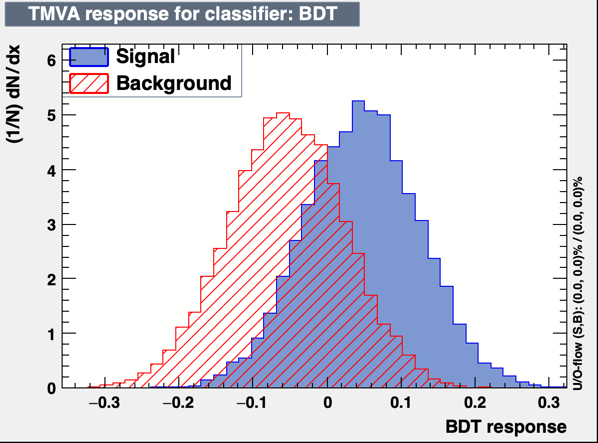 TMVA response for classifier: BDT
Signal
Background
(1/N) dN/dx
6
5
4
3
2
1
0
−0.3 −0.2 −0.1 0 0.1 0.2 0.3
BDT response
U/O-flow (S,B): (0.0, 0.0)% / (0.0, 0.0)%